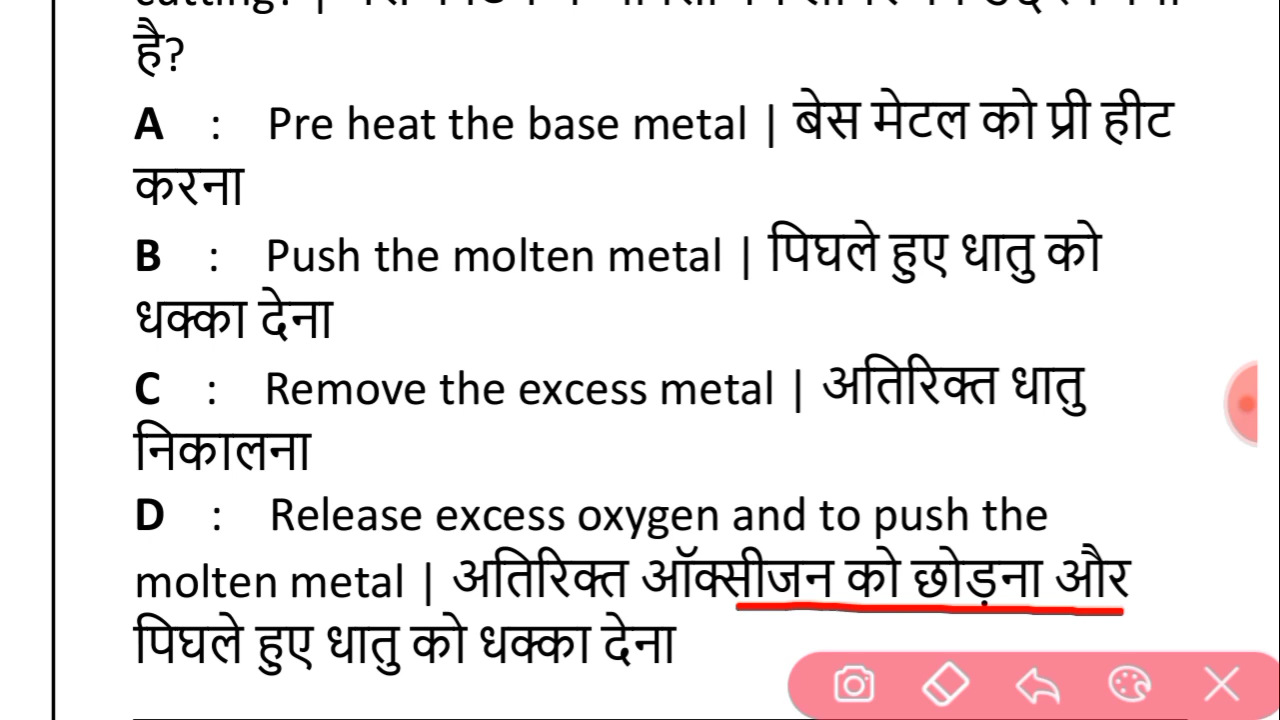 है?
A : Pre heat the base metal | बेस मेटल को प्री हीट
करना
B : Push the molten metal | पिघले हुए धातु को
धक्का देना
C : Remove the excess metal | अतिरिक्त धातु
निकालना
D : Release excess oxygen and to push the
molten metal | अतिरिक्त ऑक्सीजन को छोड़ना और
पिघले हुए धातु को धक्का देना